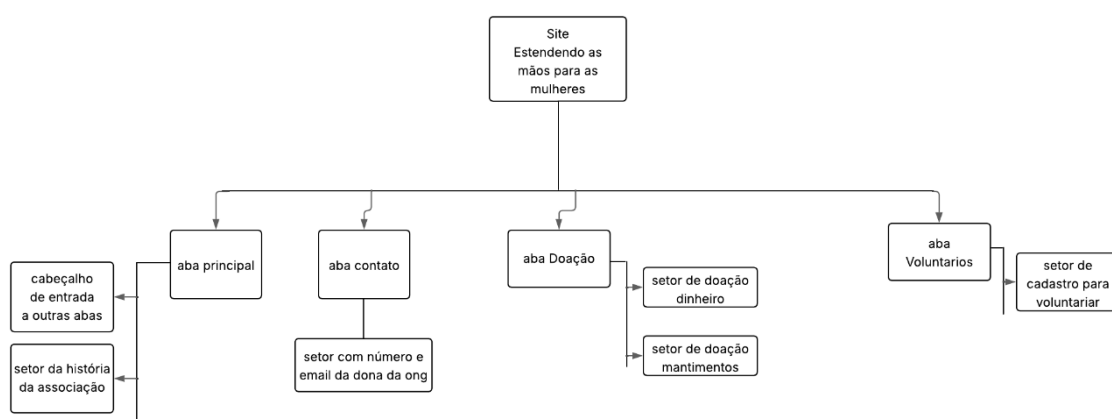 Site
Estendendo as
mãos para as
mulheres
aba principal
aba contato
aba Doação
aba
Voluntarios
cabeçalho
de entrada
a outras abas
setor da história
da associação
setor com número e
email da dona da ong
setor de doação
dinheiro
setor de doação
mantimentos
setor de
cadastro para
voluntariar